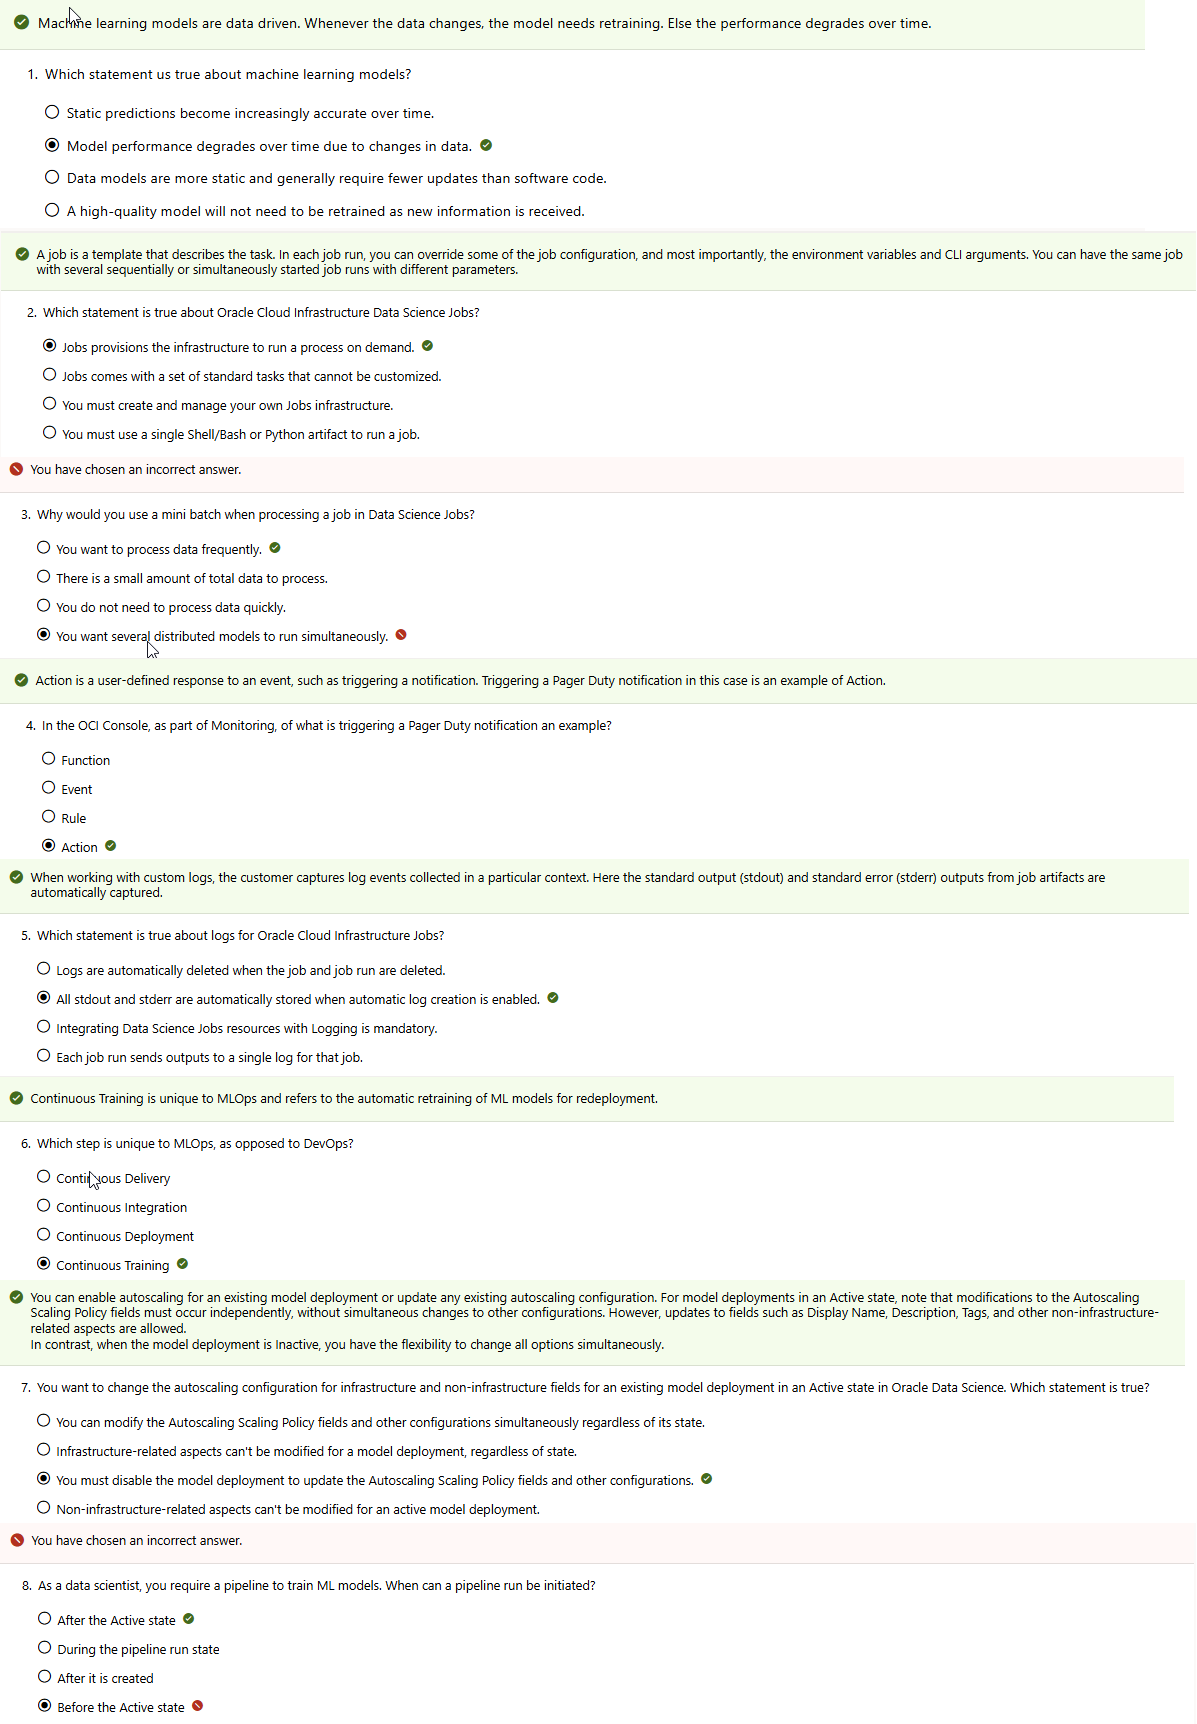 Machine learning models are data driven. Whenever the data changes, the model needs retraining. Else the performance degrades over time.
1. Which statement us true about machine learning models?
Static predictions become increasingly accurate over time.
Model performance degrades over time due to changes in data.
Data models are more static and generally require fewer updates than software code.
A high-quality model will not need to be retrained as new information is received.
A job is a template that describes the task. In each job run, you can override some of the job configuration, and most importantly, the environment variables and CLI arguments. You can have the same job
with several sequentially or simultaneously started job runs with different parameters.
2. Which statement is true about Oracle Cloud Infrastructure Data Science Jobs?
Jobs provisions the infrastructure to run a process on demand.
Jobs comes with a set of standard tasks that cannot be customized.
You must create and manage your own Jobs infrastructure.
You must use a single Shell/Bash or Python artifact to run a job.
You have chosen an incorrect answer.
3. Why would you use a mini batch when processing a job in Data Science Jobs?
You want to process data frequently.
There is a small amount of total data to process.
You do not need to process data quickly.
You want several distributed models to run simultaneously.
Action is a user-defined response to an event, such as triggering a notification. Triggering a Pager Duty notification in this case is an example of Action.
4. In the OCI Console, as part of Monitoring, of what is triggering a Pager Duty notification an example?
Function
Event
Rule
Action
When working with custom logs, the customer captures log events collected in a particular context. Here the standard output (stdout) and standard error (stderr) outputs from job artifacts are
automatically captured.
5. Which statement is true about logs for Oracle Cloud Infrastructure Jobs?
Logs are automatically deleted when the job and job run are deleted.
All stdout and stderr are automatically stored when automatic log creation is enabled.
Integrating Data Science Jobs resources with Logging is mandatory.
Each job run sends outputs to a single log for that job.
Continuous Training is unique to MLOps and refers to the automatic retraining of ML models for redeployment.
6. Which step is unique to MLOps, as opposed to DevOps?
Continuous Delivery
Continuous Integration
Continuous Deployment
Continuous Training
You can enable autoscaling for an existing model deployment or update any existing autoscaling configuration. For model deployments in an Active state, note that modifications to the Autoscaling
Scaling Policy fields must occur independently, without simultaneous changes to other configurations. However, updates to fields such as Display Name, Description, Tags, and other non-infrastructure-
related aspects are allowed.
In contrast, when the model deployment is Inactive, you have the flexibility to change all options simultaneously.
7. You want to change the autoscaling configuration for infrastructure and non-infrastructure fields for an existing model deployment in an Active state in Oracle Data Science. Which statement is true?
You can modify the Autoscaling Scaling Policy fields and other configurations simultaneously regardless of its state.
Infrastructure-related aspects can't be modified for a model deployment, regardless of state.
You must disable the model deployment to update the Autoscaling Scaling Policy fields and other configurations.
Non-infrastructure-related aspects can't be modified for an active model deployment.
You have chosen an incorrect answer.
8. As a data scientist, you require a pipeline to train ML models. When can a pipeline run be initiated?
After the Active state
During the pipeline run state
After it is created
Before the Active state